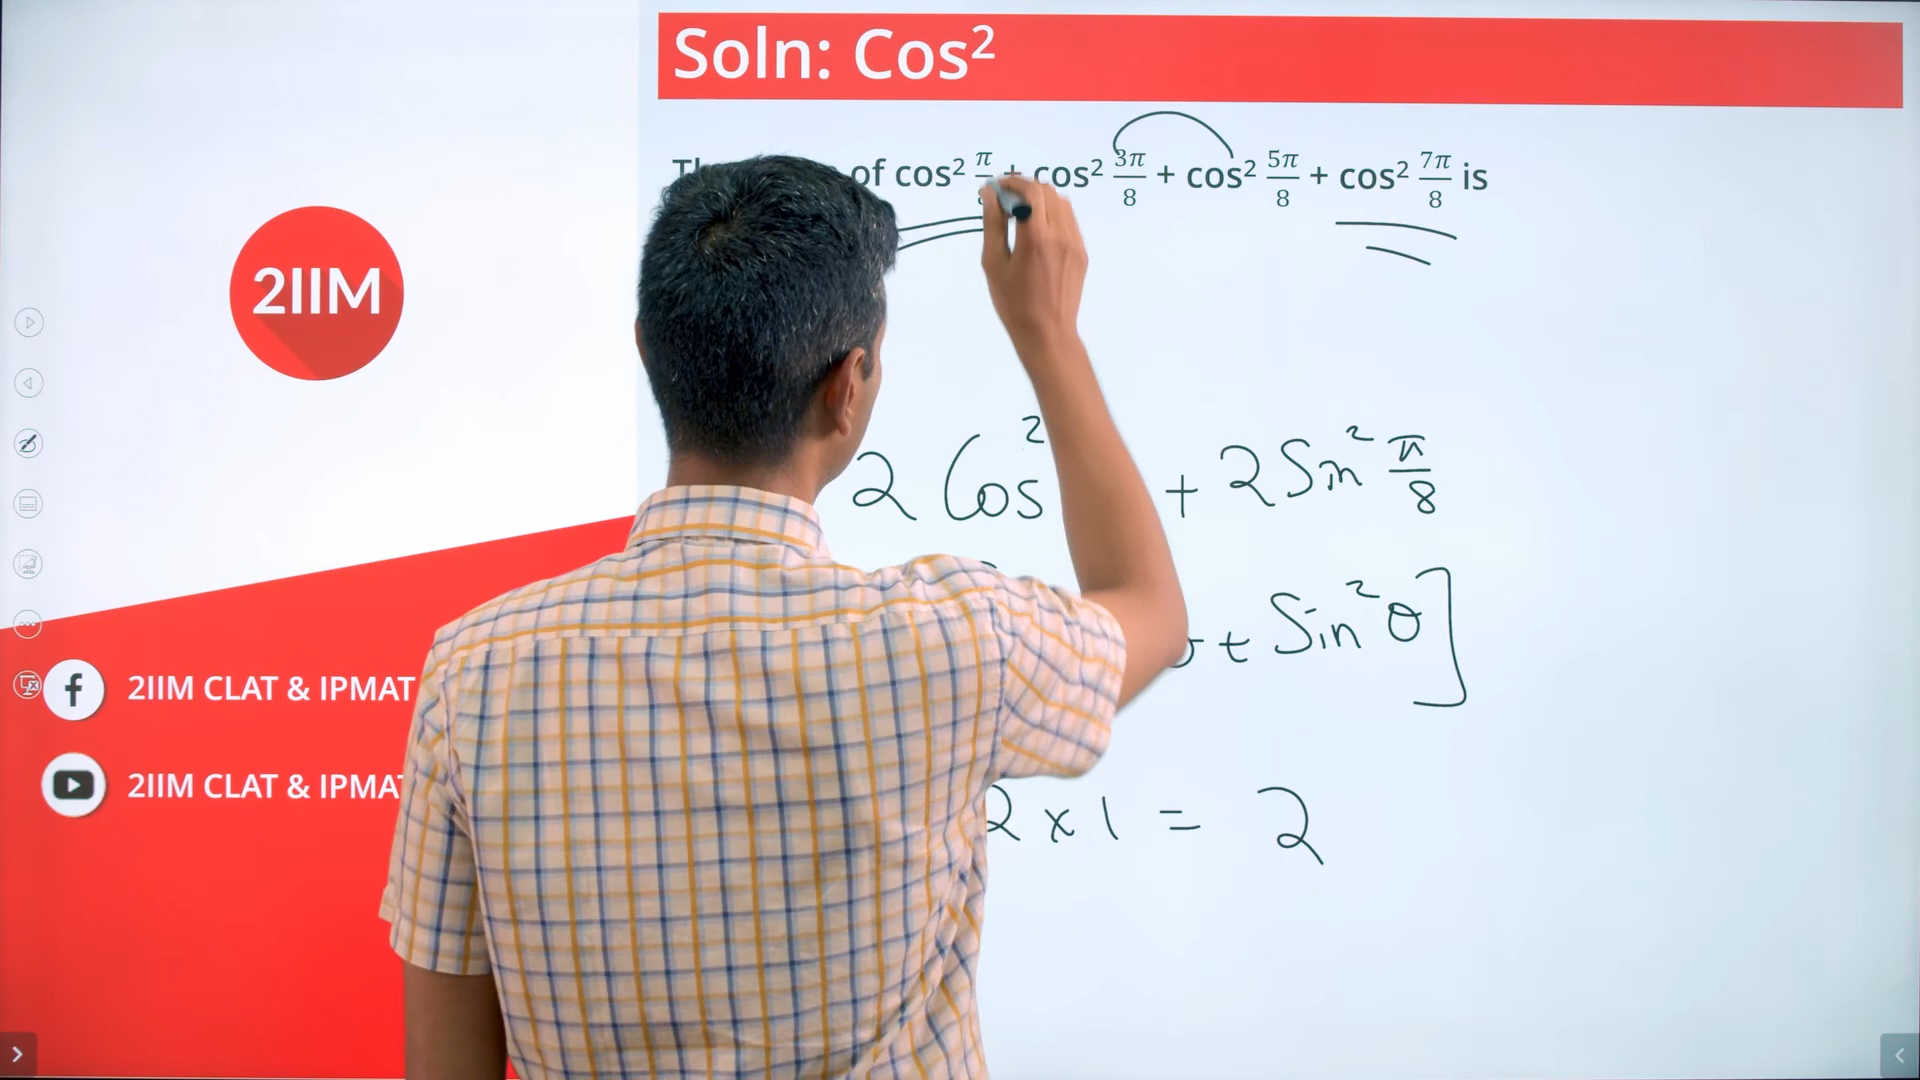 Soln: Cos²
of cos² π/ + cos² 3π/8 + cos² 5π/8 + cos² 7π/8 is
2IIM
2 Cos² + 2 Sin² π/8
+ Sin² θ]
2 x 1 = 2
2IIM CLAT & IPMAT
2IIM CLAT & IPMAT